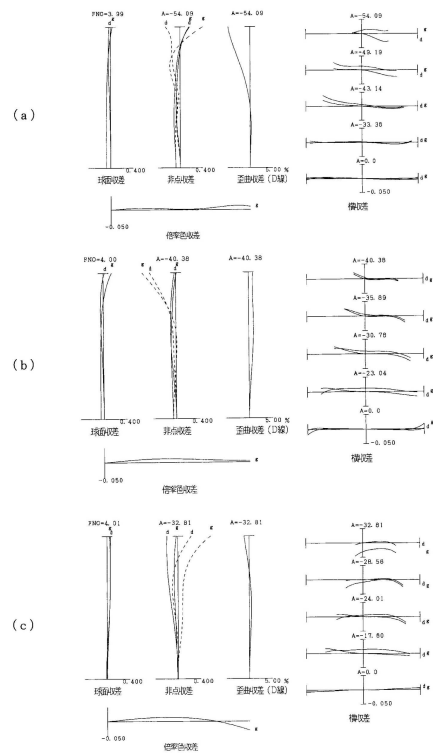 (a)
FNO=3.99
d g
0.400
球面収差
A=-54.09
d g
0.400
非点収差
A=-54.09
5.00 %
歪曲収差(D線)
g
-0.050
倍率色収差
A=-54.09
g d
A=-49.19
g d
A=-43.14
d g
A=-33.36
d g
A=0.0
d g
-0.050
横収差
(b)
FNO=4.00
d g
0.400
球面収差
A=-40.38
g d
d g
0.400
非点収差
A=-40.38
5.00 %
歪曲収差(D線)
g
-0.050
倍率色収差
A=-40.38
d g
A=-35.89
d g
A=-30.78
d g
A=-23.04
d g
A=0.0
g d
-0.050
横収差
(c)
FNO=4.01
d g
0.400
球面収差
A=-32.81
d g d g
0.400
非点収差
A=-32.81
5.00 %
歪曲収差(D線)
g
-0.050
倍率色収差
A=-32.81
d g
A=-28.56
d g
A=-24.01
d g
A=-17.60
d g
A=0.0
d g
-0.050
横収差